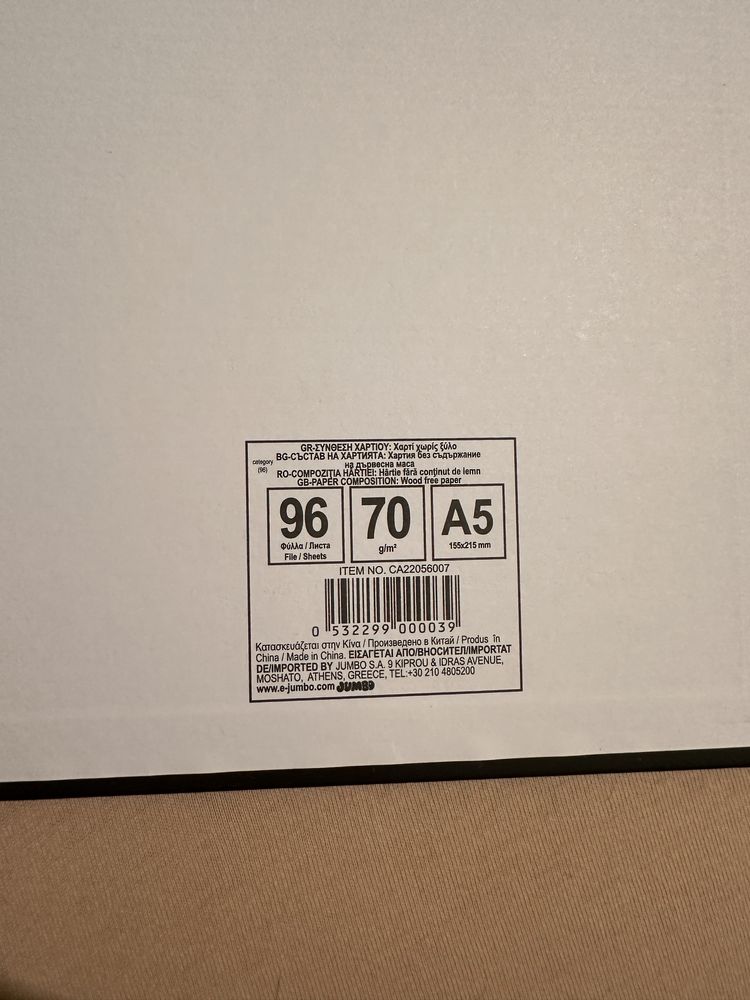 GR-ΣΥΝΘΕΣΗ ΧΑΡΤΙΟΥ: Χαρτί χωρίς ξύλο
BG-СЪСТАВ НА ХАРТИЯТА: Хартия без съдържание
на дървесна маса
category
(96)
RO-COMPOZIȚIA HÂRTIEI: Hârtie fără conținut de lemn
GB-PAPER COMPOSITION: Wood free paper
96
Φύλλα / Листа
File / Sheets
70
g/m²
A5
155x215 mm
ITEM NO. CA22056007
0 532299 000039
Κατασκευάζεται στην Κίνα / Произведено в Китай / Produs în
China / Made in China. ΕΙΣΑΓΕΤΑΙ ΑΠΟ/ВНОСИТЕЛ/IMPORTAT
DE/IMPORTED BY JUMBO S.A. 9 KIPROU & IDRAS AVENUE,
MOSHATO, ATHENS, GREECE, TEL:+30 210 4805200
www.e-jumbo.com JUMBO